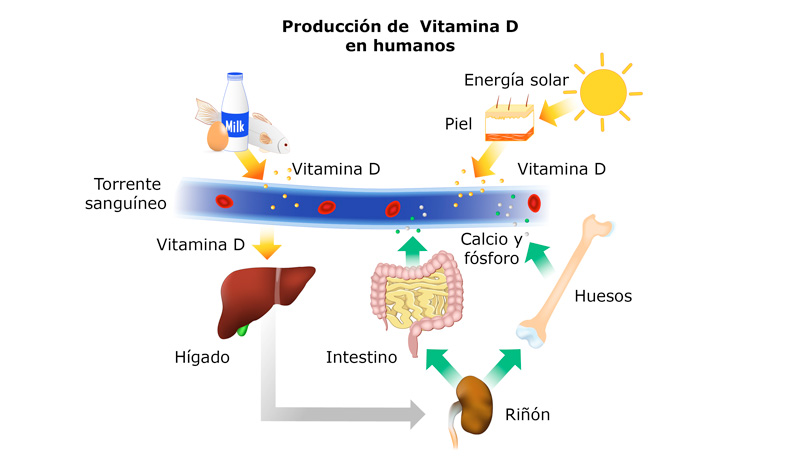 Producción de  Vitamina D
en humanos
Energía solar
Milk
Piel
Vitamina D
Vitamina D
Torrente
sanguíneo
Vitamina D
Calcio y
fósforo
Huesos
Hígado
Intestino
Riñón